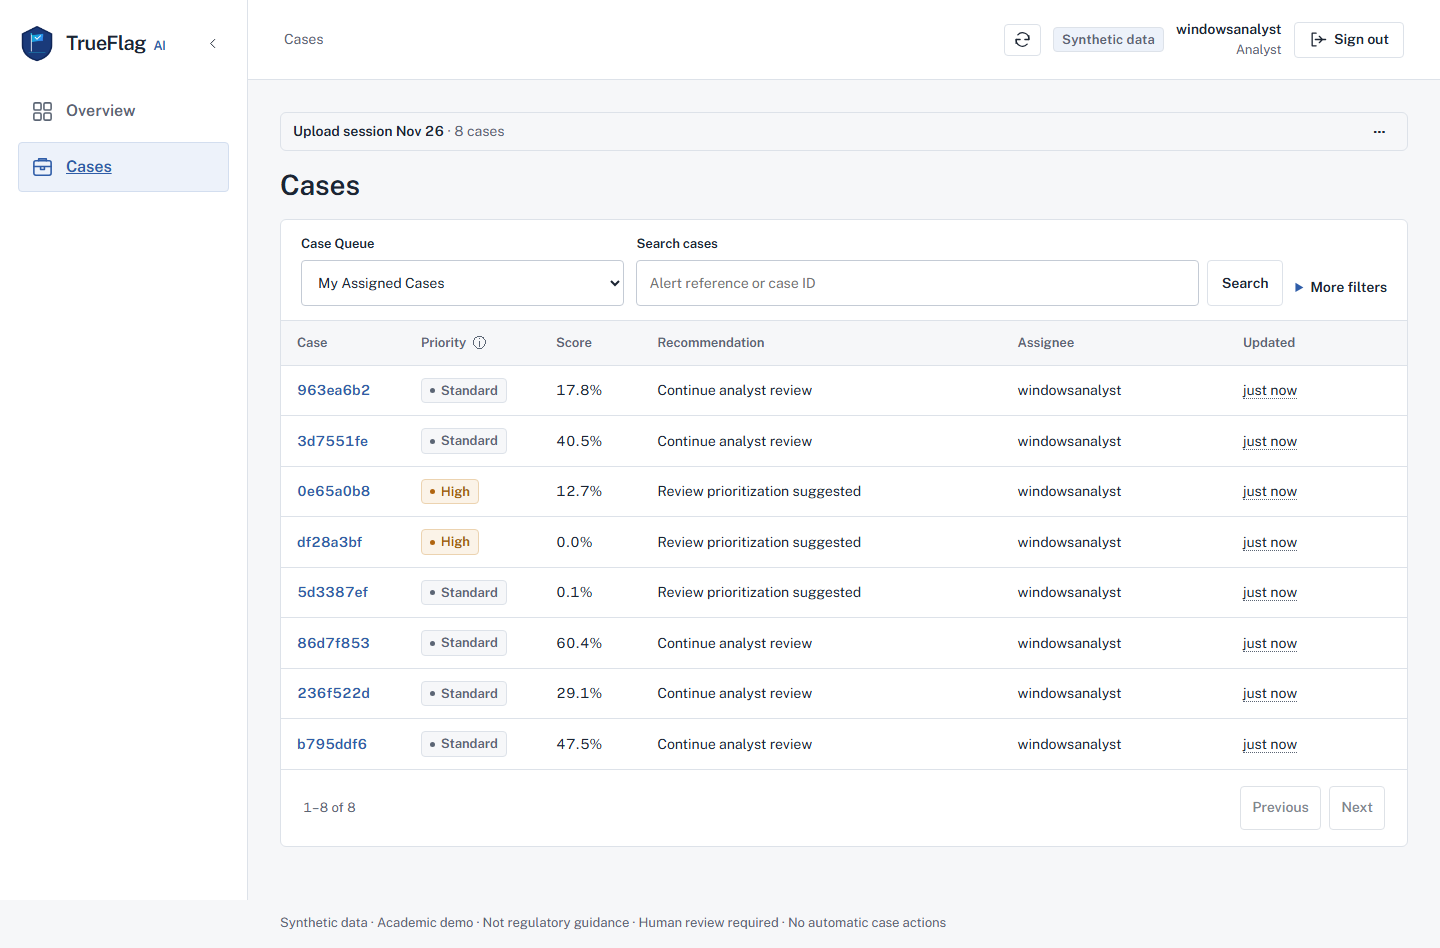 TrueFlag AI
Overview
Cases
Cases
Synthetic data
windowsanalyst
Analyst
Sign out
Upload session Nov 26 · 8 cases
Cases
Case Queue
Search cases
My Assigned Cases
Alert reference or case ID
Search
More filters
Case Priority Score Recommendation Assignee Updated
963ea6b2 Standard 17.8% Continue analyst review windowsanalyst just now
3d7551fe Standard 40.5% Continue analyst review windowsanalyst just now
0e65a0b8 High 12.7% Review prioritization suggested windowsanalyst just now
df28a3bf High 0.0% Review prioritization suggested windowsanalyst just now
5d3387ef Standard 0.1% Review prioritization suggested windowsanalyst just now
86d7f853 Standard 60.4% Continue analyst review windowsanalyst just now
236f522d Standard 29.1% Continue analyst review windowsanalyst just now
b795ddf6 Standard 47.5% Continue analyst review windowsanalyst just now
1–8 of 8
Previous
Next
Synthetic data · Academic demo · Not regulatory guidance · Human review required · No automatic case actions